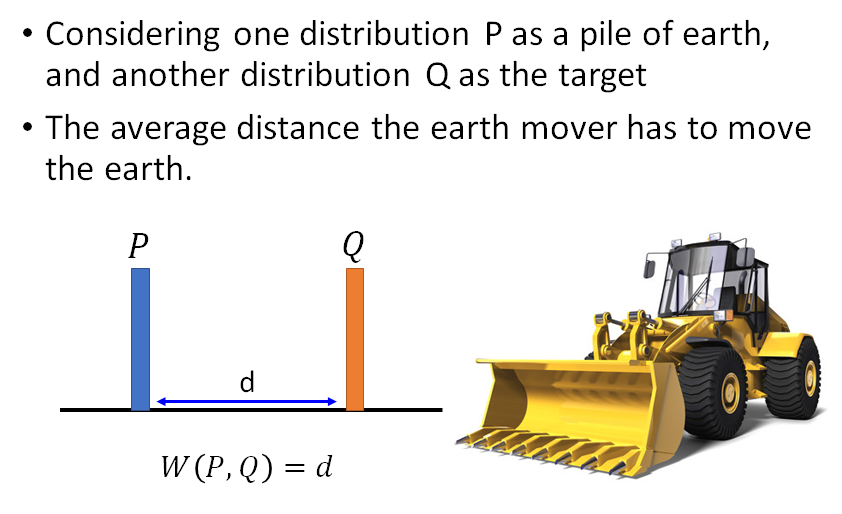 • Considering one distribution P as a pile of earth,
and another distribution Q as the target
• The average distance the earth mover has to move
the earth.
P
Q
d
W(P, Q) = d